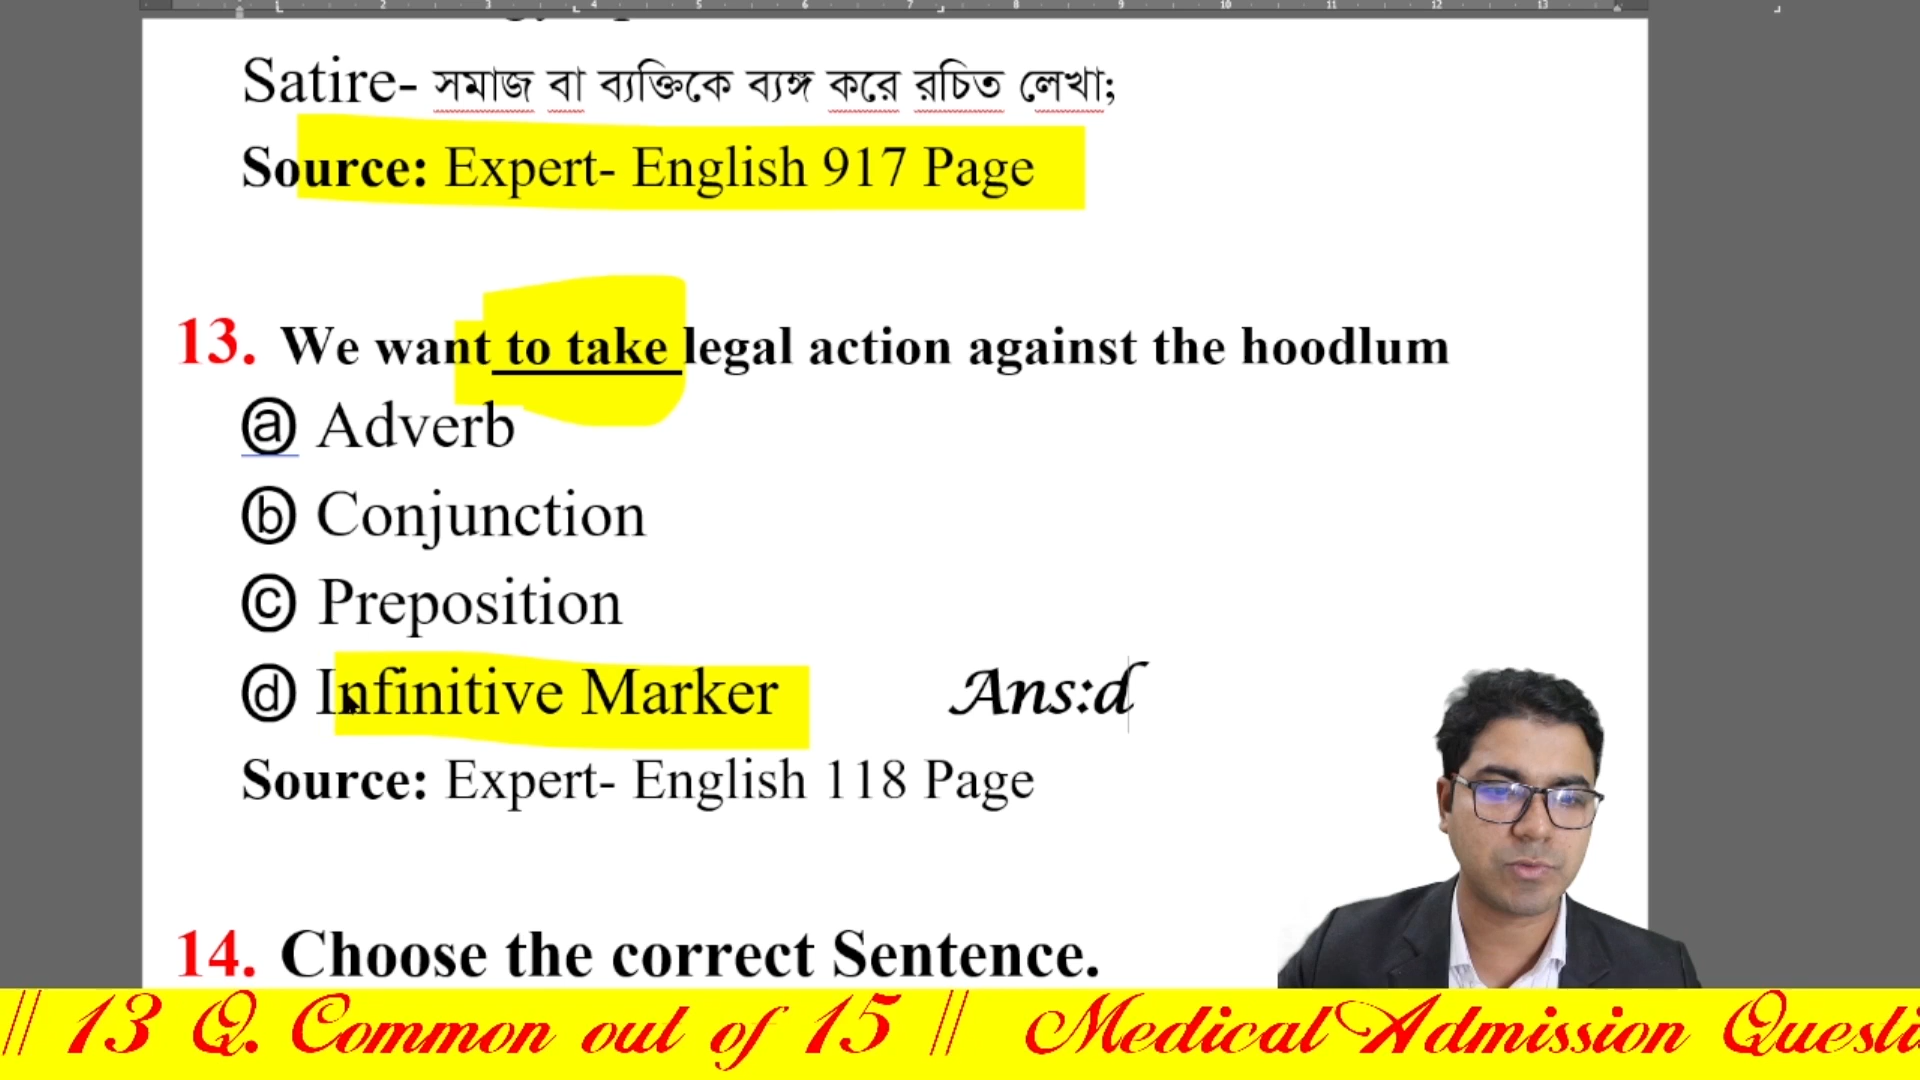 Satire- সমাজ বা ব্যক্তিকে ব্যঙ্গ করে রচিত লেখা;
Source: Expert- English 917 Page
13. We want to take legal action against the hoodlum
ⓐ Adverb
ⓑ Conjunction
ⓒ Preposition
ⓓ Infinitive Marker Ans:d
Source: Expert- English 118 Page
14. Choose the correct Sentence.
// 13 Q. Common out of 15 // Medical Admission Questi